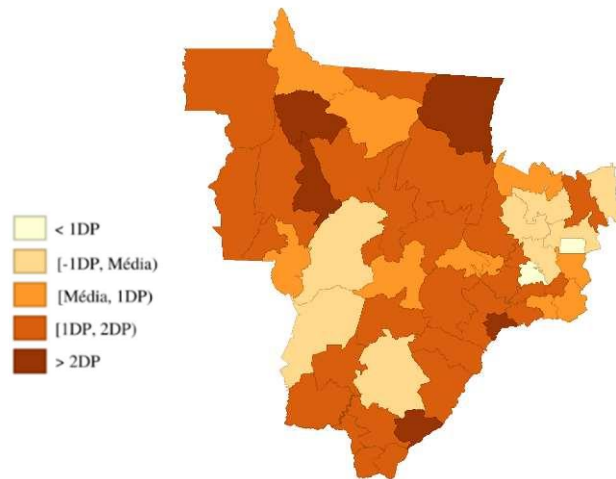 < 1DP
[-1DP, Média)
[Média, 1DP)
[1DP, 2DP)
> 2DP